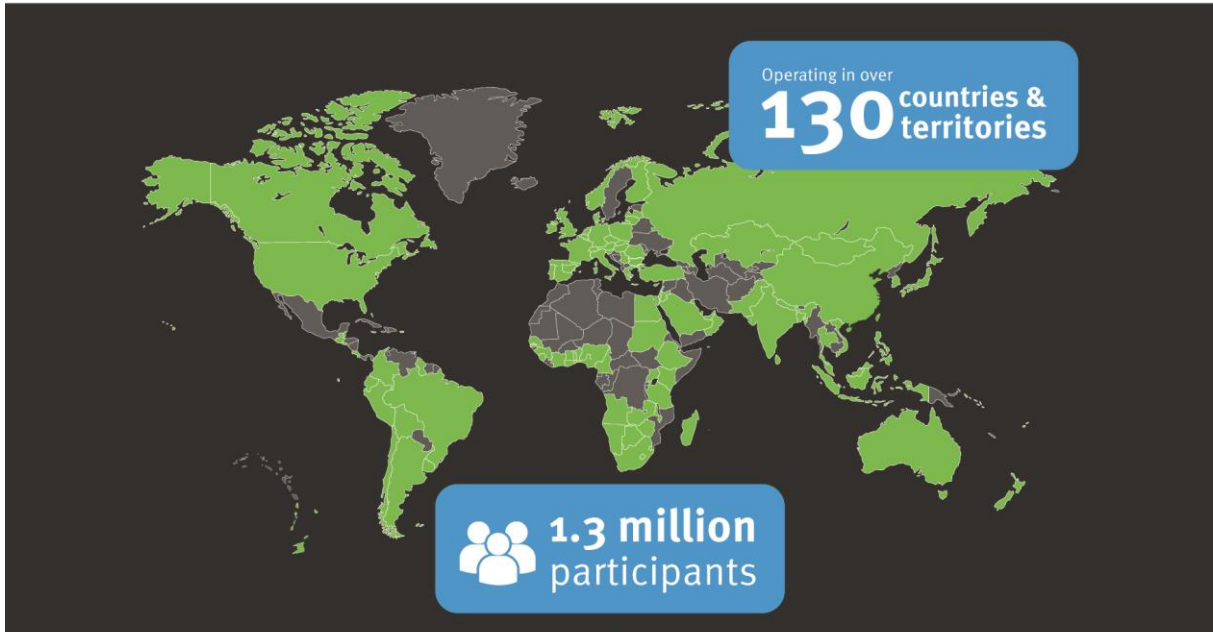 Operating in over
130 countries &
territories
1.3 million
participants